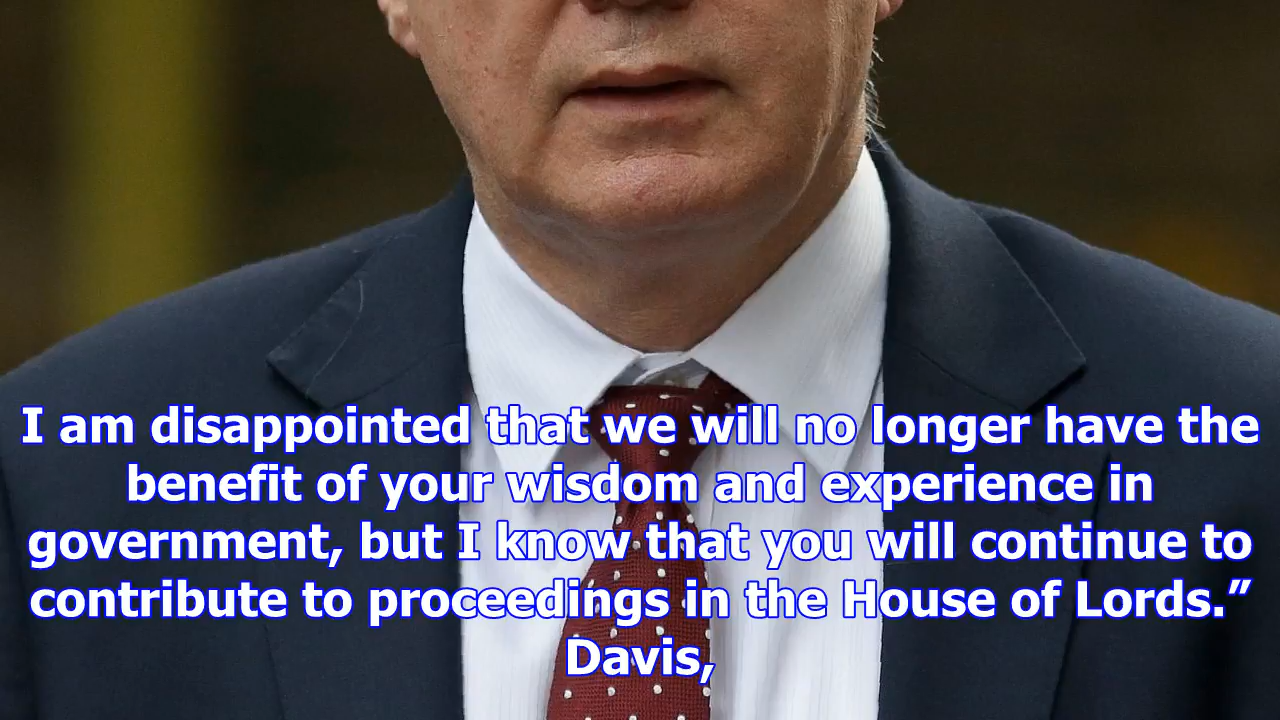 I am disappointed that we will no longer have the
benefit of your wisdom and experience in
government, but I know that you will continue to
contribute to proceedings in the House of Lords.”
Davis,